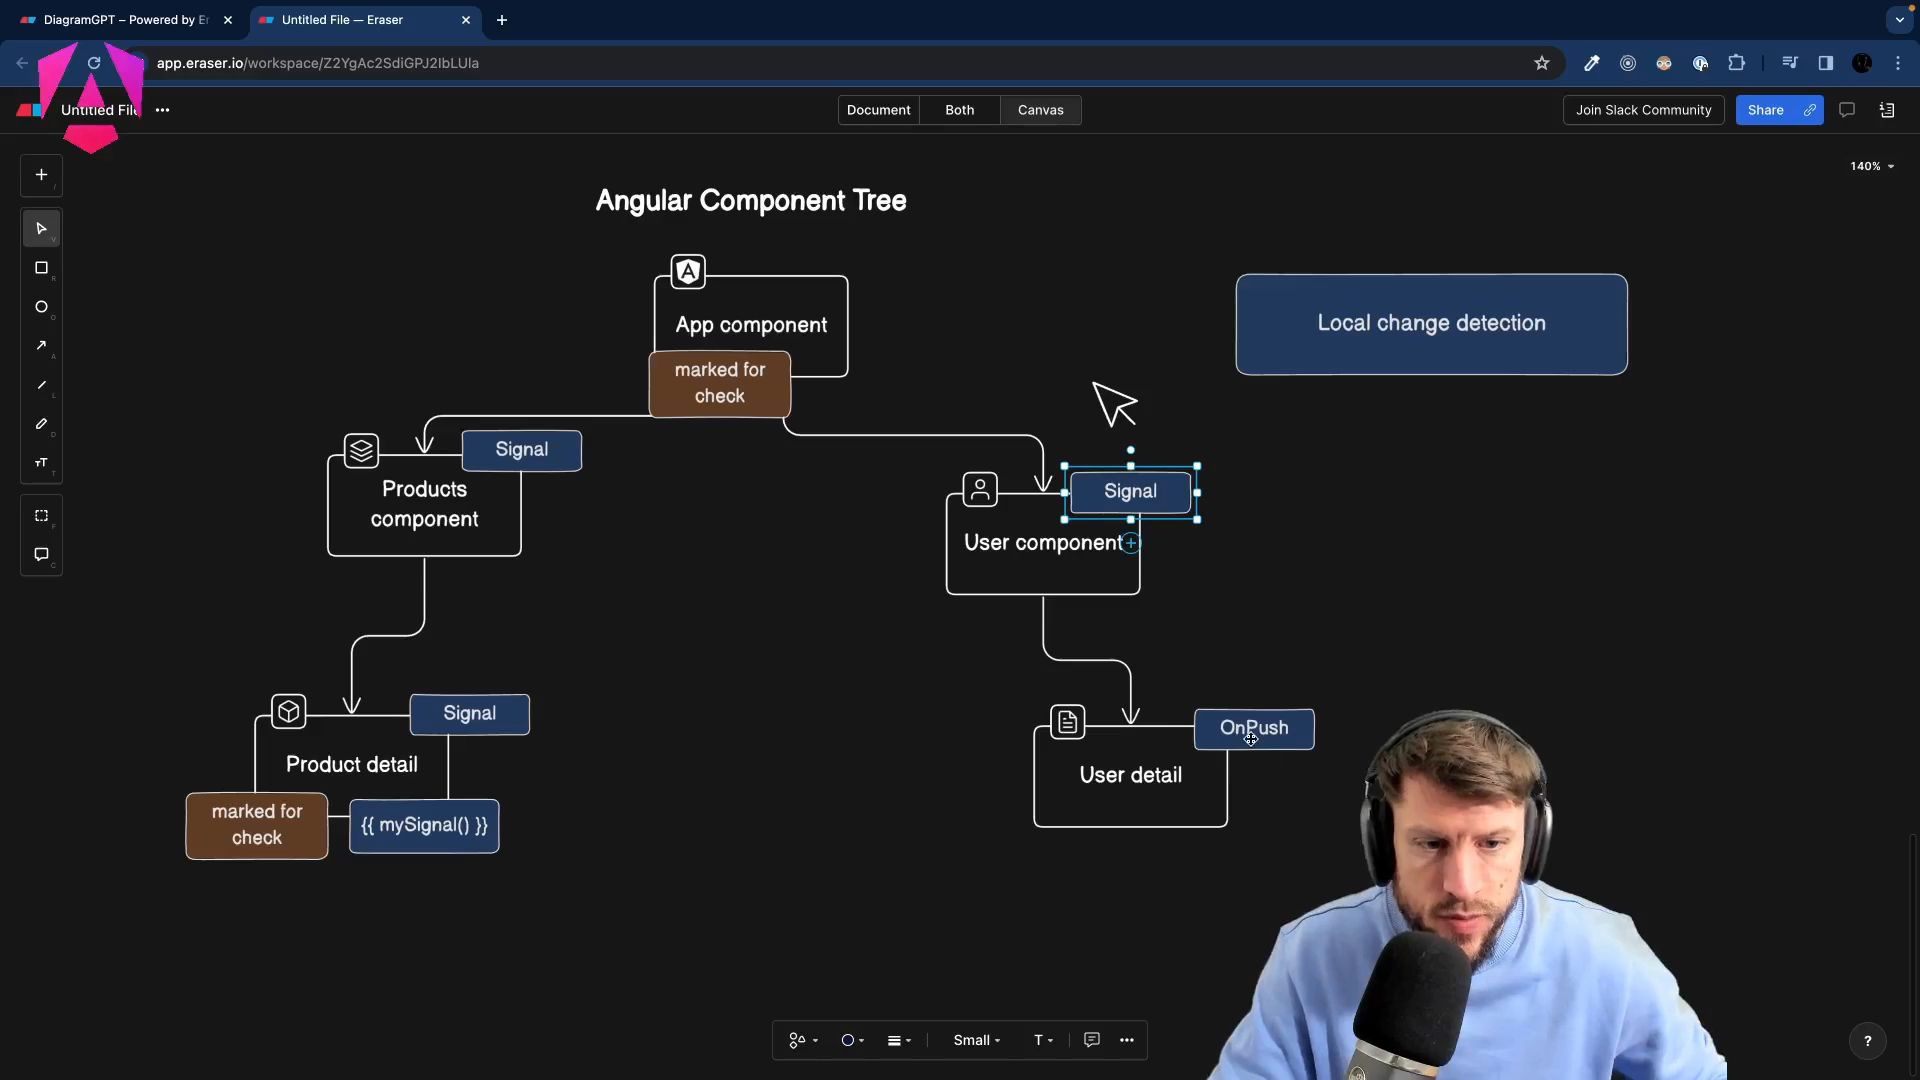 DiagramGPT – Powered by Er
Untitled File — Eraser
app.eraser.io/workspace/Z2YgAc2SdiGPJ2IbLUla
Untitled File
Document
Both
Canvas
Join Slack Community
Share
140%
Angular Component Tree
A
App component
Local change detection
marked for
check
Signal
Products
component
Signal
User component
Signal
Product detail
OnPush
User detail
marked for
check
{{ mySignal() }}
Small
T
?